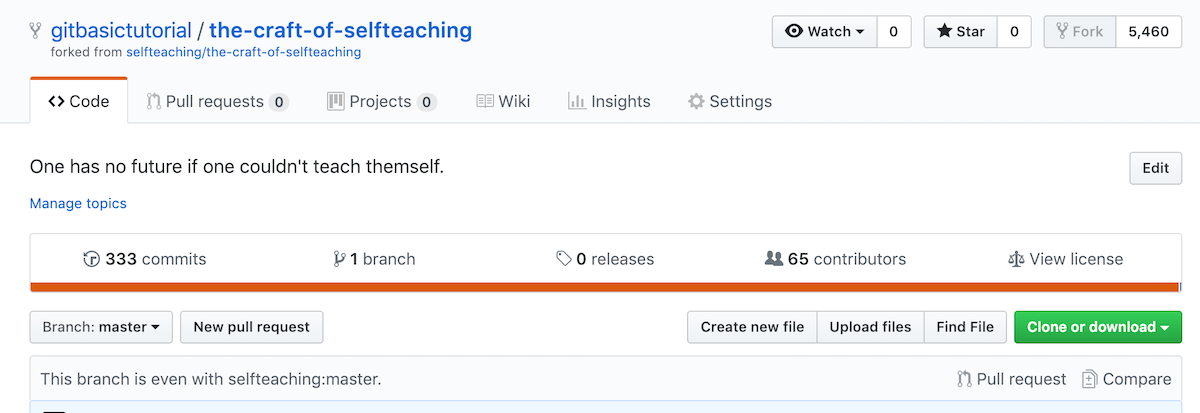 gitbasictutorial / the-craft-of-selfteaching Watch 0 Star 0 Fork 5,460
forked from selfteaching/the-craft-of-selfteaching
Code Pull requests 0 Projects 0 Wiki Insights Settings
One has no future if one couldn't teach themself. Edit
Manage topics
333 commits 1 branch 0 releases 65 contributors View license
Branch: master New pull request Create new file Upload files Find File Clone or download
This branch is even with selfteaching:master. Pull request Compare